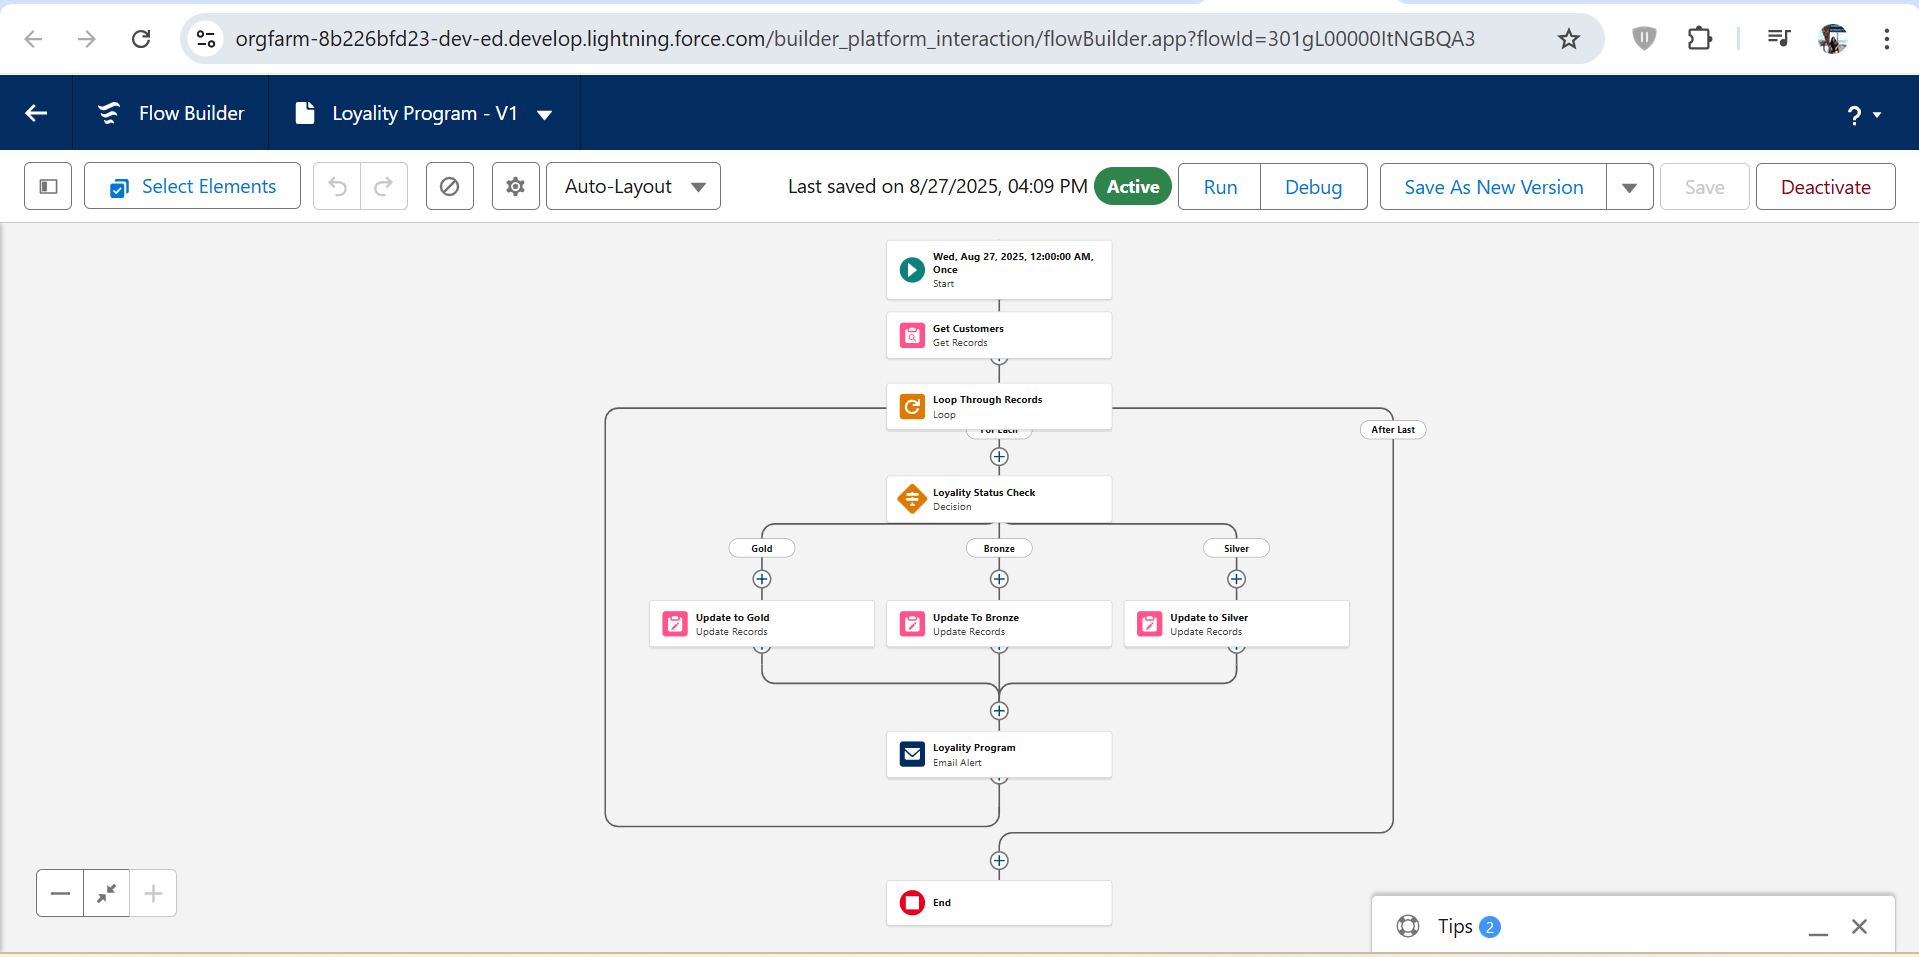 orgfarm-8b226bfd23-dev-ed.develop.lightning.force.com/builder_platform_interaction/flowBuilder.app?flowId=301gL00000ItNGBQA3
Flow Builder
Loyality Program - V1
?
Select Elements
Auto-Layout
Last saved on 8/27/2025, 04:09 PM
Active
Run
Debug
Save As New Version
Save
Deactivate
Wed, Aug 27, 2025, 12:00:00 AM,
Once
Start
Get Customers
Get Records
Loop Through Records
Loop
For Each
After Last
Loyality Status Check
Decision
Gold
Bronze
Silver
Update to Gold
Update Records
Update To Bronze
Update Records
Update to Silver
Update Records
Loyality Program
Email Alert
End
Tips 2